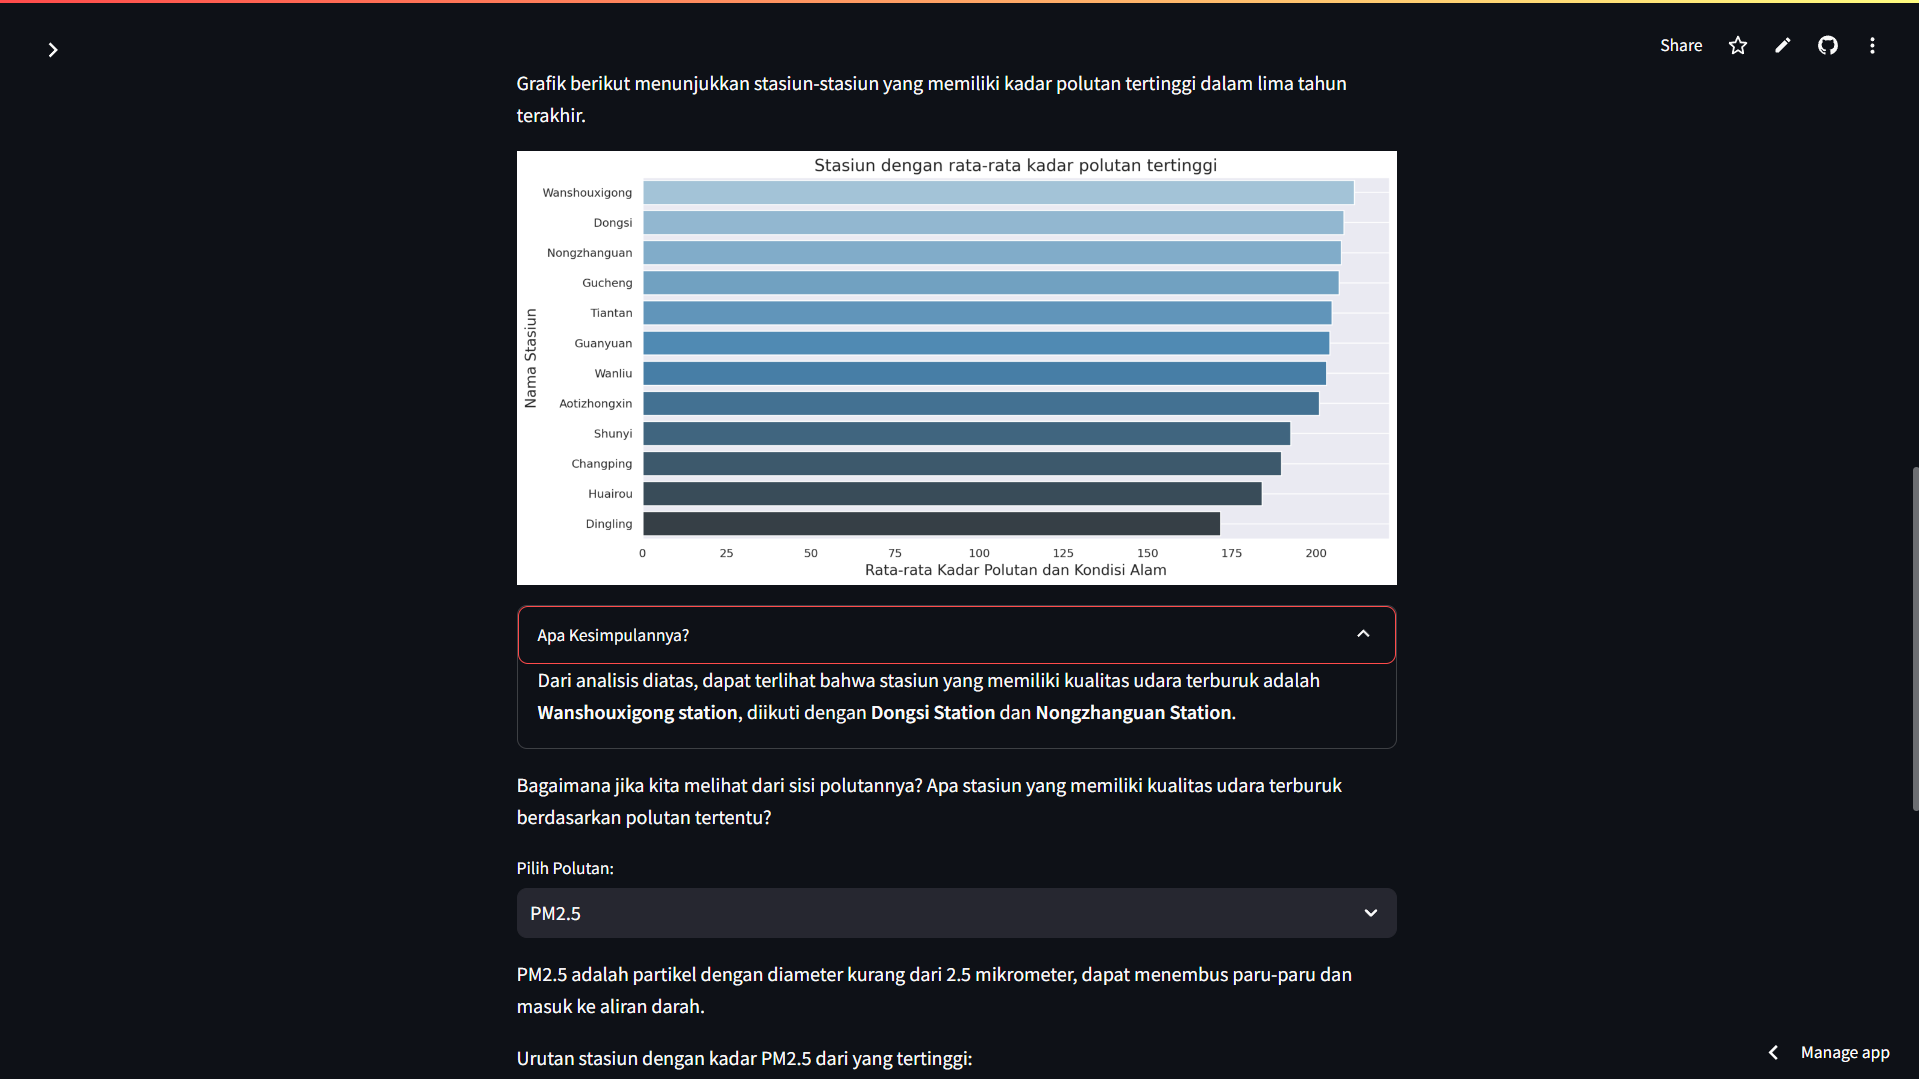 Share
Grafik berikut menunjukkan stasiun-stasiun yang memiliki kadar polutan tertinggi dalam lima tahun
terakhir.
Stasiun dengan rata-rata kadar polutan tertinggi
Nama Stasiun
Wanshouxigong
Dongsi
Nongzhanguan
Gucheng
Tiantan
Guanyuan
Wanliu
Aotizhongxin
Shunyi
Changping
Huairou
Dingling
0 25 50 75 100 125 150 175 200
Rata-rata Kadar Polutan dan Kondisi Alam
Apa Kesimpulannya?
Dari analisis diatas, dapat terlihat bahwa stasiun yang memiliki kualitas udara terburuk adalah
Wanshouxigong station, diikuti dengan Dongsi Station dan Nongzhanguan Station.
Bagaimana jika kita melihat dari sisi polutannya? Apa stasiun yang memiliki kualitas udara terburuk
berdasarkan polutan tertentu?
Pilih Polutan:
PM2.5
PM2.5 adalah partikel dengan diameter kurang dari 2.5 mikrometer, dapat menembus paru-paru dan
masuk ke aliran darah.
Urutan stasiun dengan kadar PM2.5 dari yang tertinggi:
Manage app